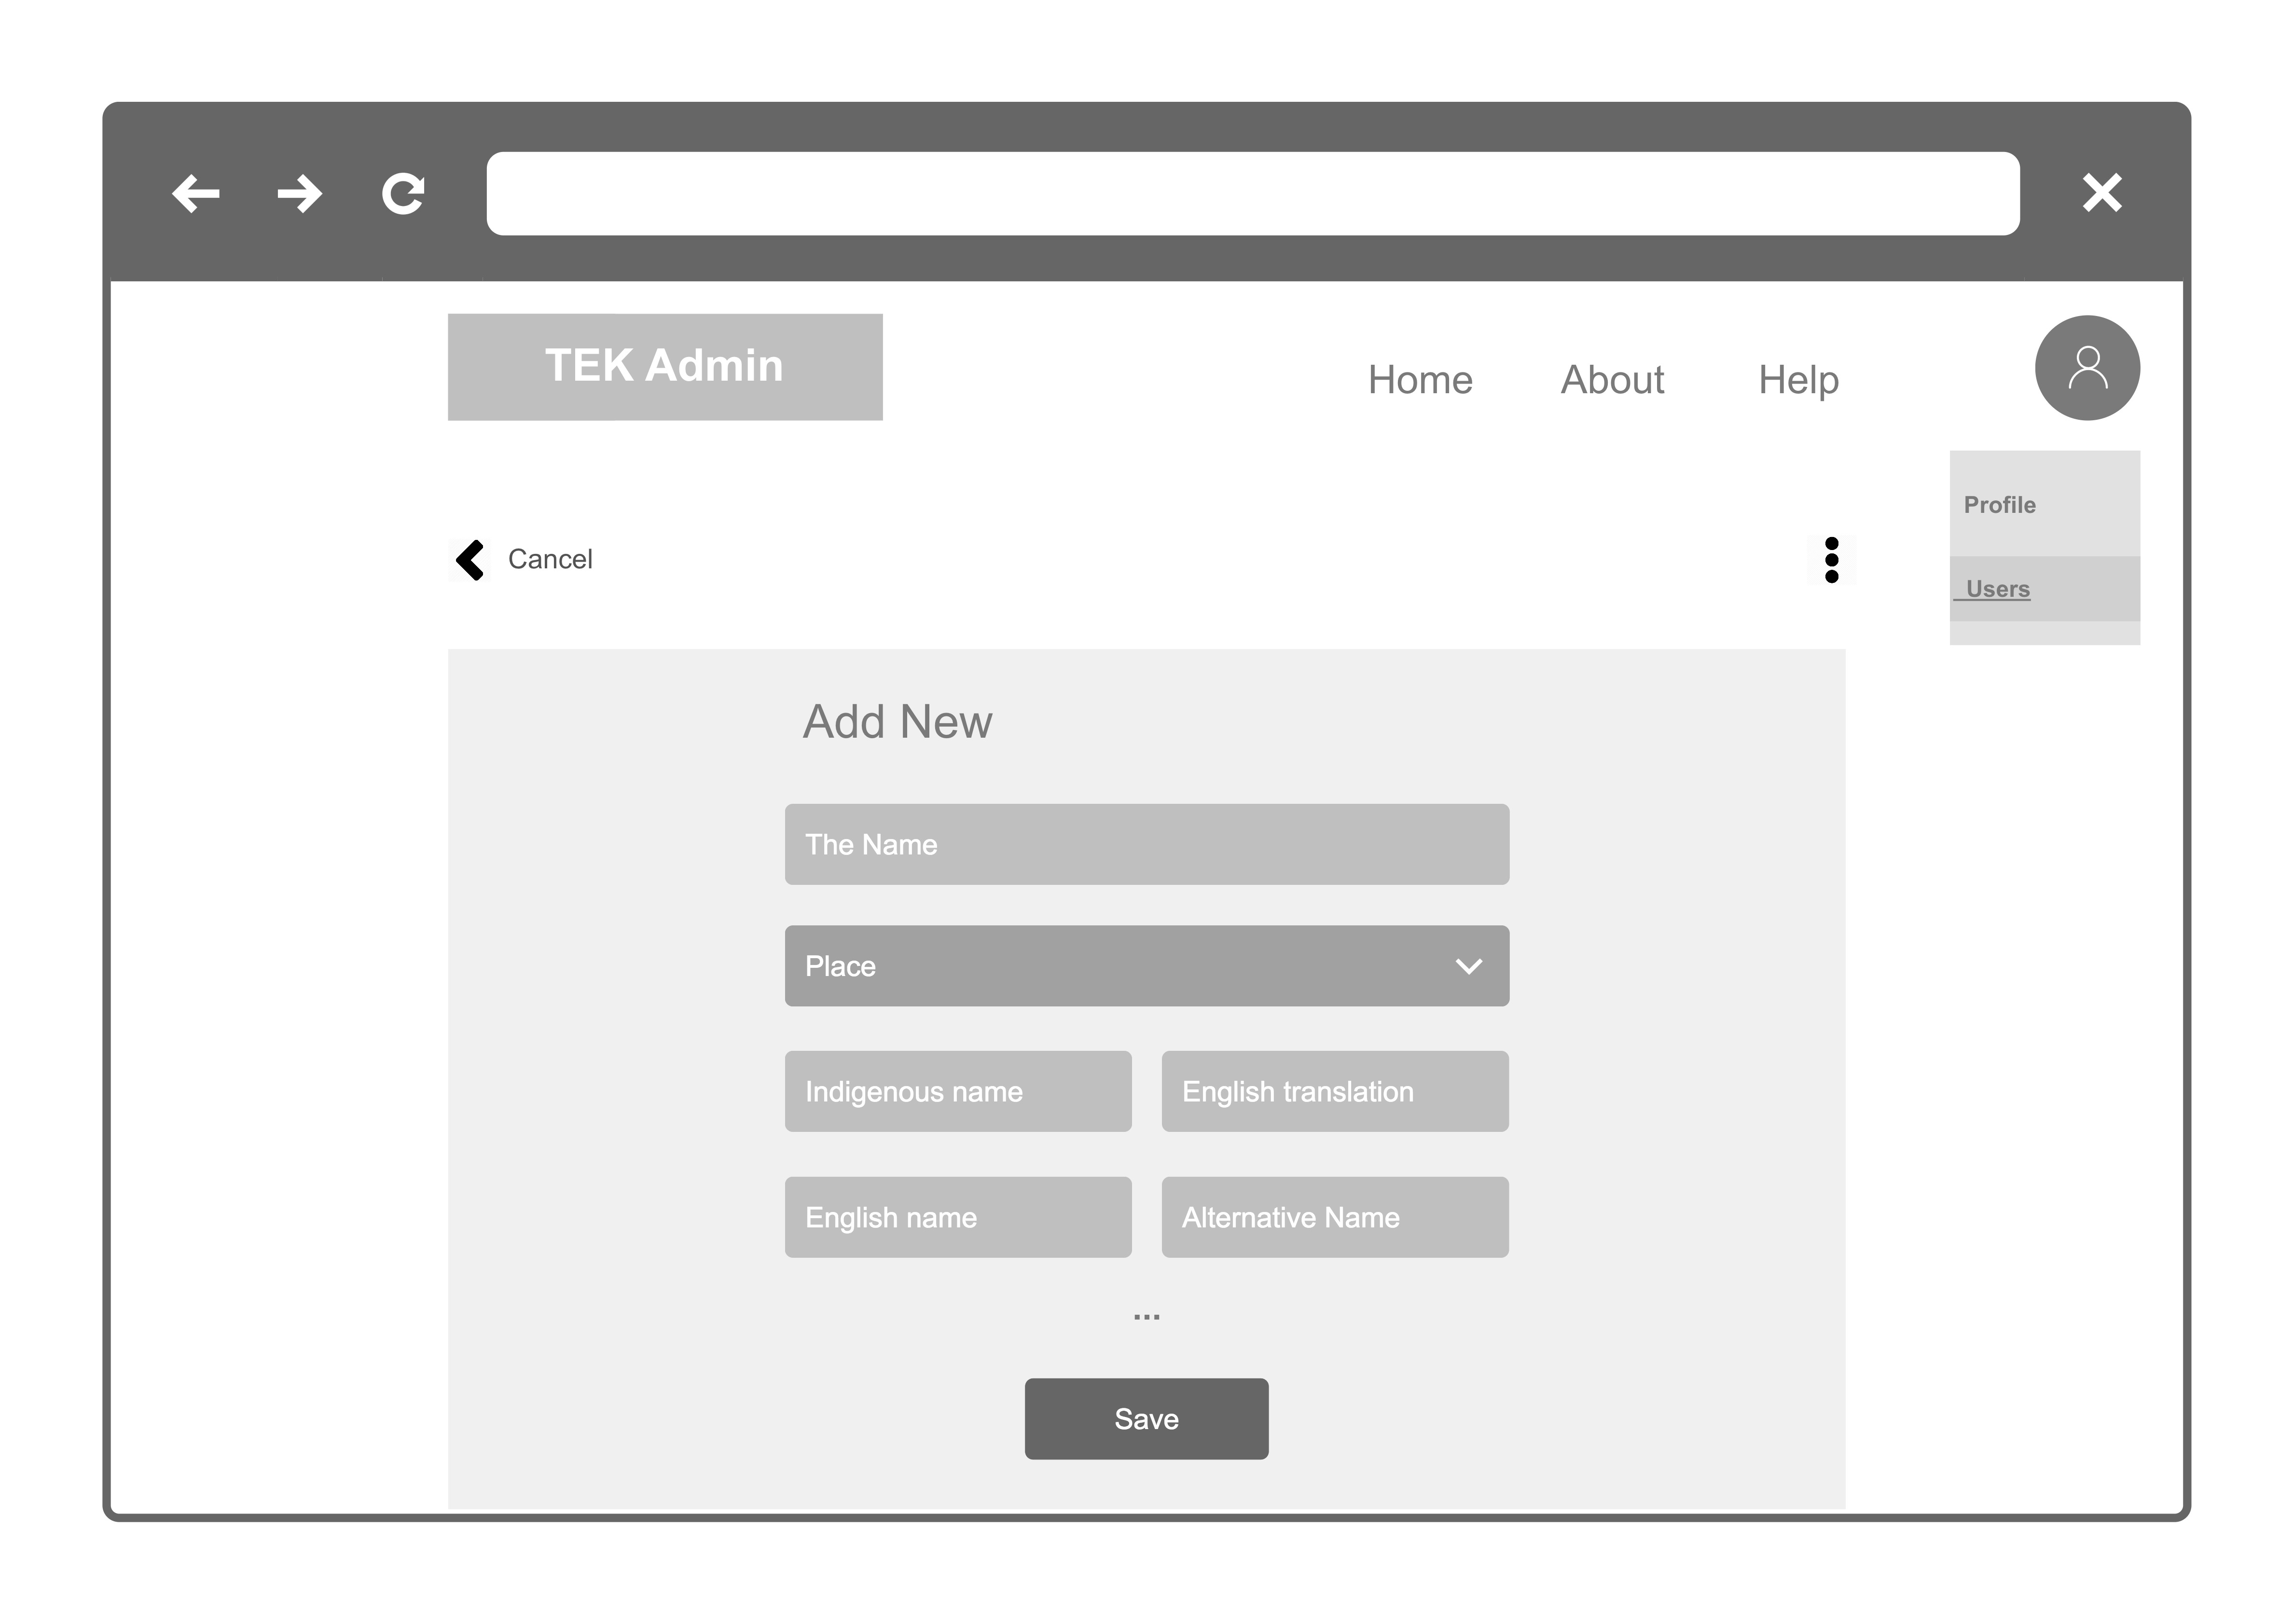 TEK Admin
Home About Help
Profile
Cancel
Users
Add New
The Name
Place
Indigenous name English translation
English name Alternative Name
...
Save